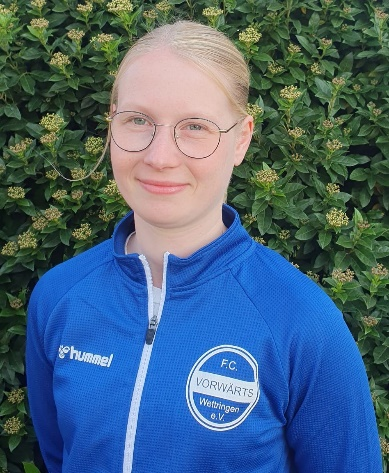 hummel
F.C.
VORWÄRTS
Wettringen
e.V.